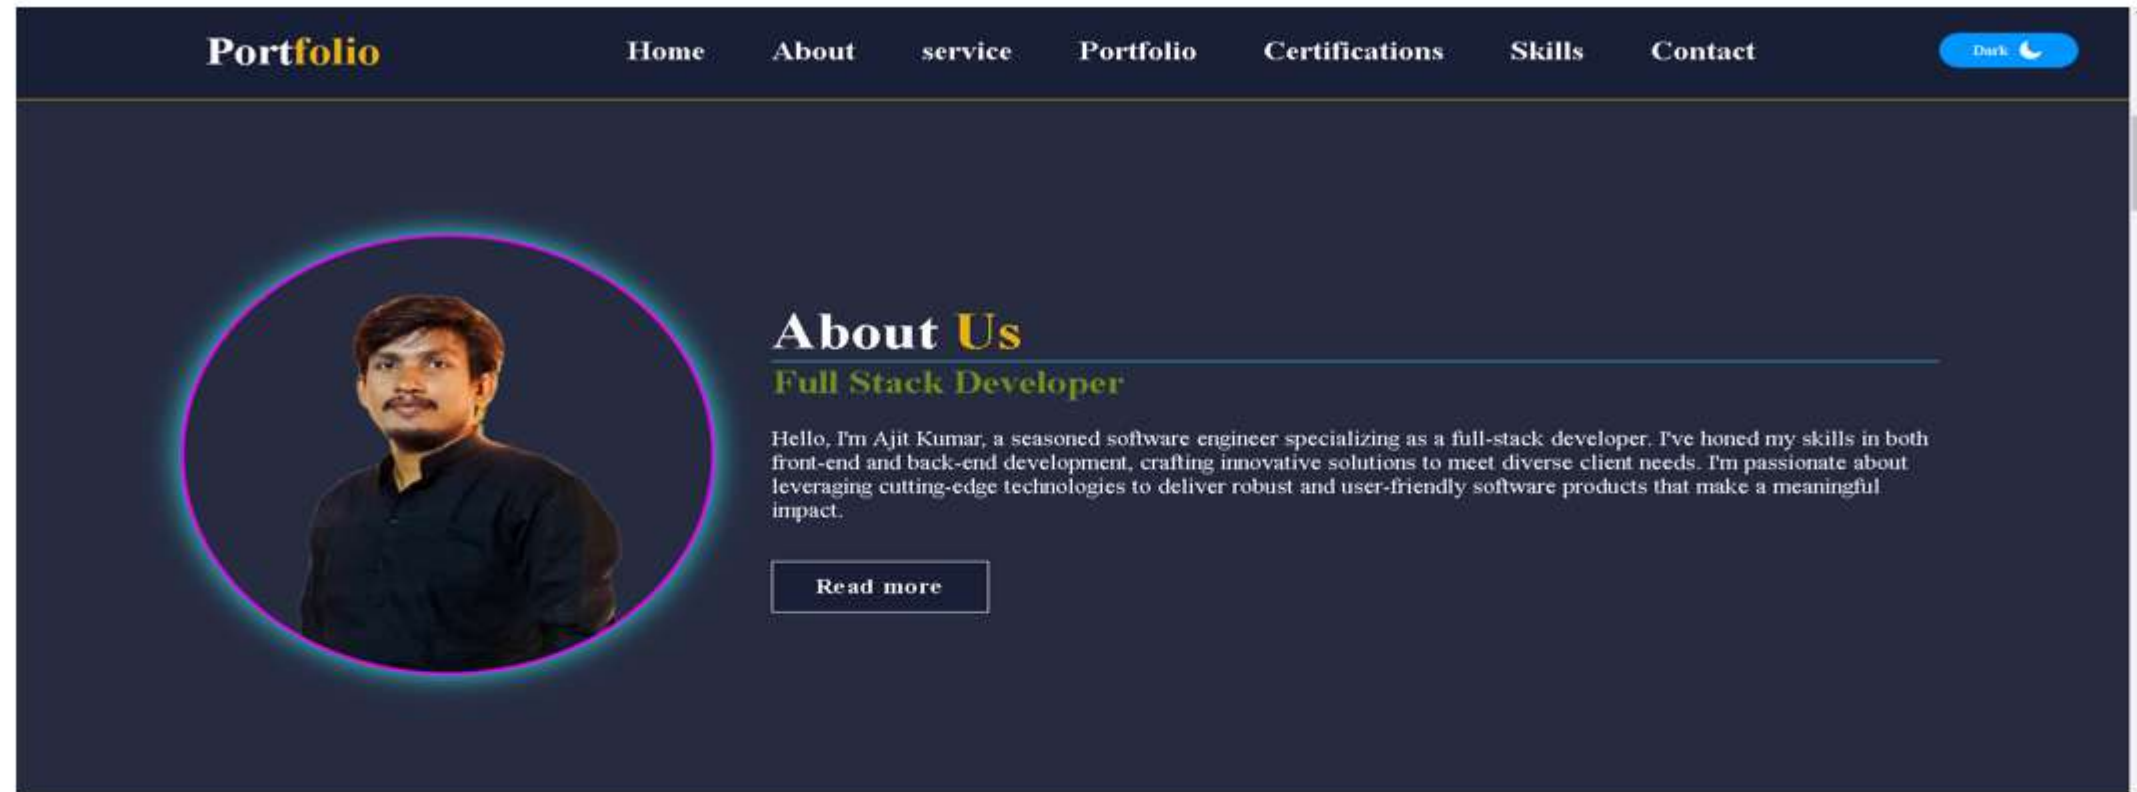 Portfolio
Home About service Portfolio Certifications Skills Contact
Dark
About Us
Full Stack Developer
Hello, I'm Ajit Kumar, a seasoned software engineer specializing as a full-stack developer. I've honed my skills in both
front-end and back-end development, crafting innovative solutions to meet diverse client needs. I'm passionate about
leveraging cutting-edge technologies to deliver robust and user-friendly software products that make a meaningful
impact.
Read more